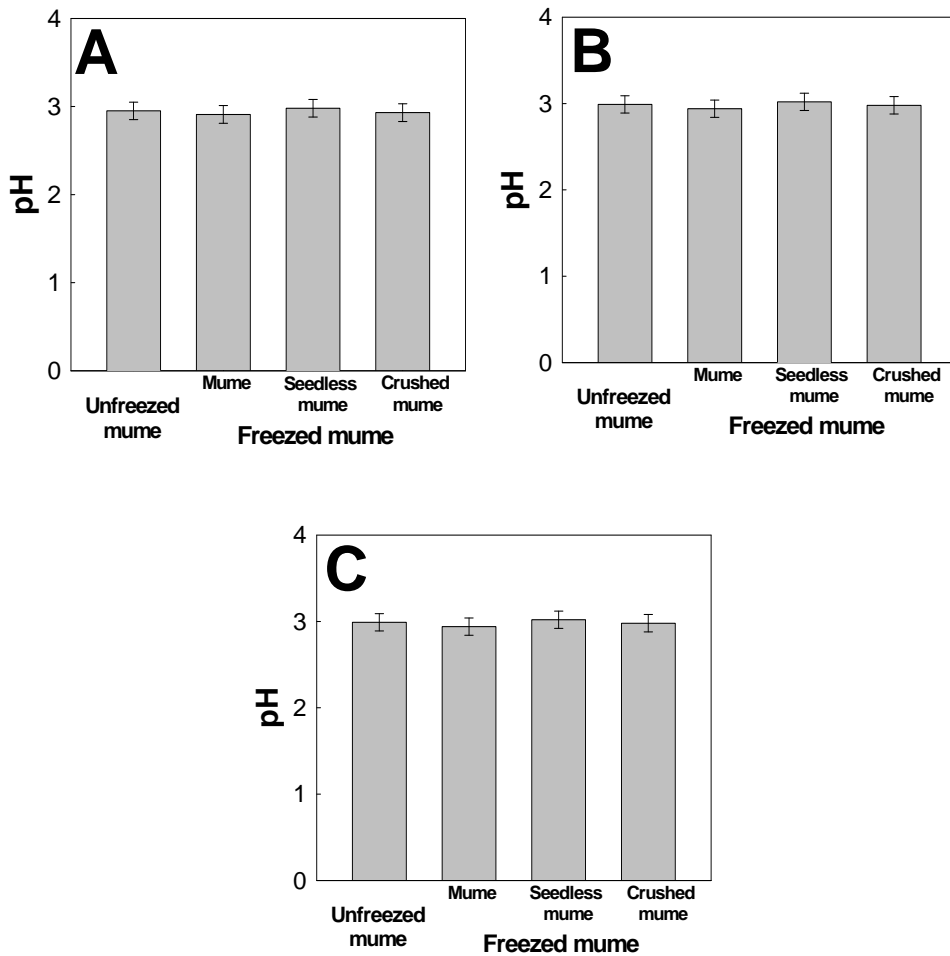 A
4
3
2
1
0
pH
Mume
Seedless
mume
Crushed
mume
Unfreezed
mume
Freezed mume
B
4
3
2
1
0
pH
Mume
Seedless
mume
Crushed
mume
Unfreezed
mume
Freezed mume
C
4
3
2
1
0
pH
Mume
Seedless
mume
Crushed
mume
Unfreezed
mume
Freezed mume